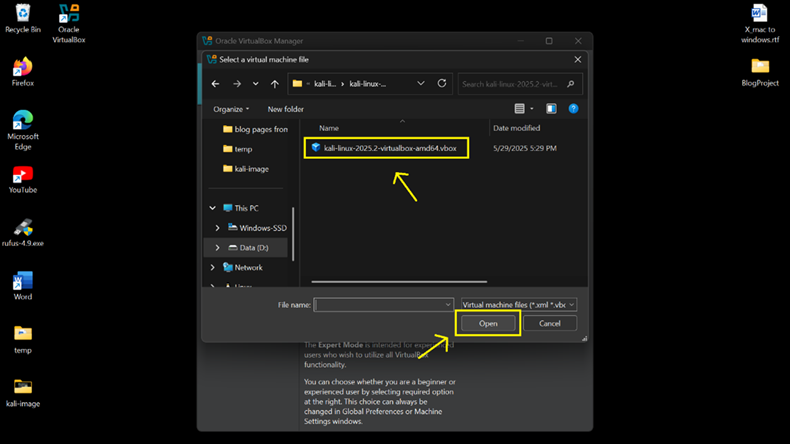 Recycle Bin
Oracle
VirtualBox
Firefox
Microsoft
Edge
YouTube
rufus-4.9.exe
Word
temp
kali-image
Oracle VirtualBox Manager
Select a virtual machine file
kali-li...
kali-linux-...
Search kali-linux-2025.2-virt...
Organize
New folder
Name
Date modified
blog pages from
temp
kali-image
kali-linux-2025.2-virtualbox-amd64.vbox
5/29/2025 5:29 PM
This PC
Windows-SSD
Data (D:)
Network
Linux
File name:
Virtual machine files (*.xml *.vbo
Open
Cancel
The Expert Mode is intended for experienced
users who wish to utilize all VirtualBox
functionality.
You can choose whether you are a beginner or
experienced user by selecting required option
at the right. This choice can always be
changed in Global Preferences or Machine
Settings windows.
X_mac to
windows.rtf
BlogProject